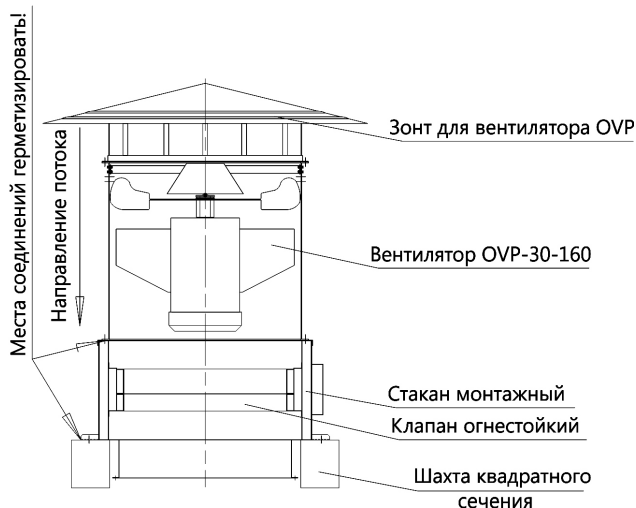 Места соединений герметизировать!
Направление потока
Зонт для вентилятора OVP
Вентилятор OVP-30-160
Стакан монтажный
Клапан огнестойкий
Шахта квадратного
сечения